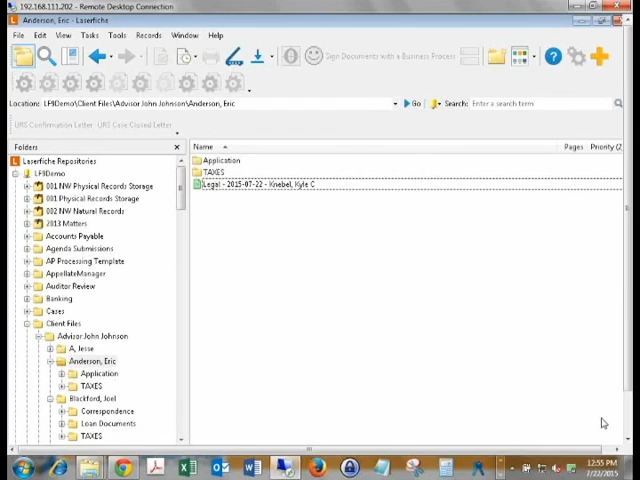 192.168.111.202 - Remote Desktop Connection
Anderson, Eric - Laserfiche
File Edit View Tasks Tools Records Window Help
Sign Documents with a Business Process
Location: LF9Demo\Client Files\Advisor John Johnson\Anderson, Eric Go Search: Enter a search term
URS Confirmation Letter URS Case Closed Letter
Folders
Name Pages Priority (2
Laserfiche Repositories
LF9Demo
001 NW Physical Records Storage
001 Physical Records Storage
002 NW Natural Records
2013 Matters
Accounts Payable
Agenda Submissions
AP Processing Template
AppellateManager
Auditor Review
Banking
Cases
Client Files
Advisor John Johnson
A, Jesse
Anderson, Eric
Application
TAXES
Blackford, Joel
Correspondence
Loan Documents
TAXES
Application
TAXES
Legal - 2015-07-22 - Knebel, Kyle C
12:55 PM
7/22/2015